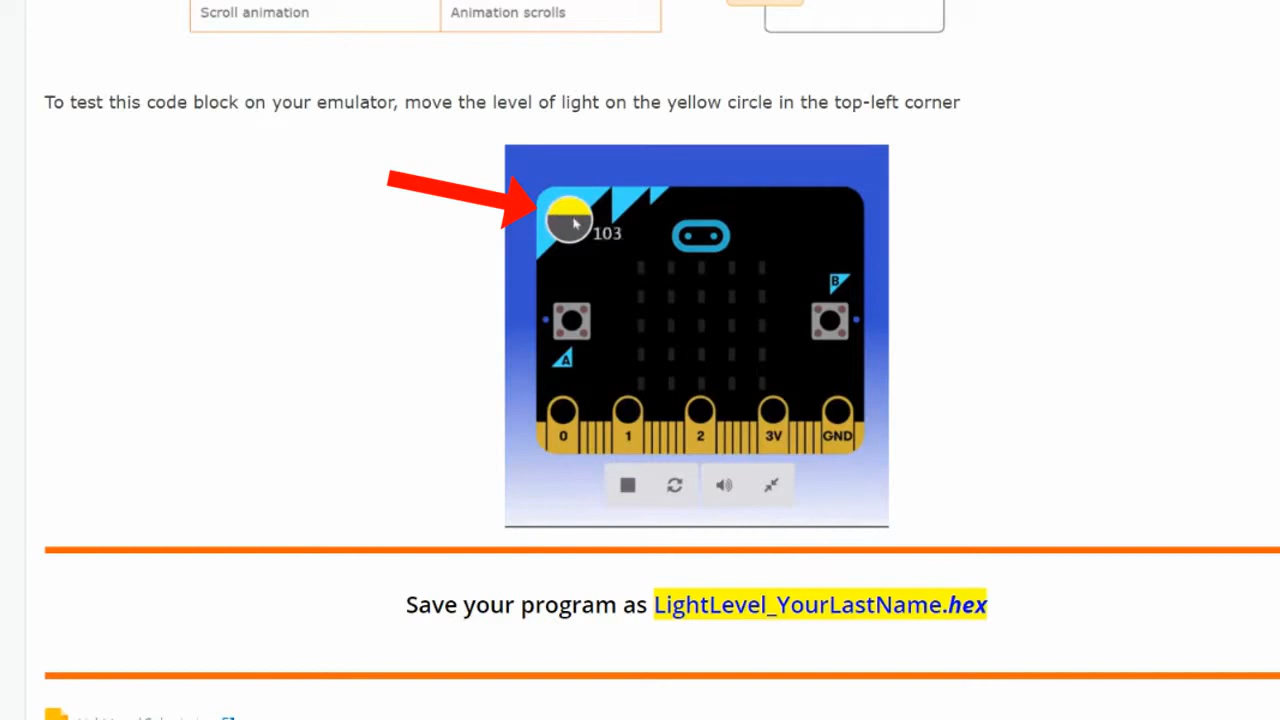 Scroll animation
Animation scrolls
To test this code block on your emulator, move the level of light on the yellow circle in the top-left corner
103
B
A
0 1 2 3V GND
Save your program as LightLevel_YourLastName.hex